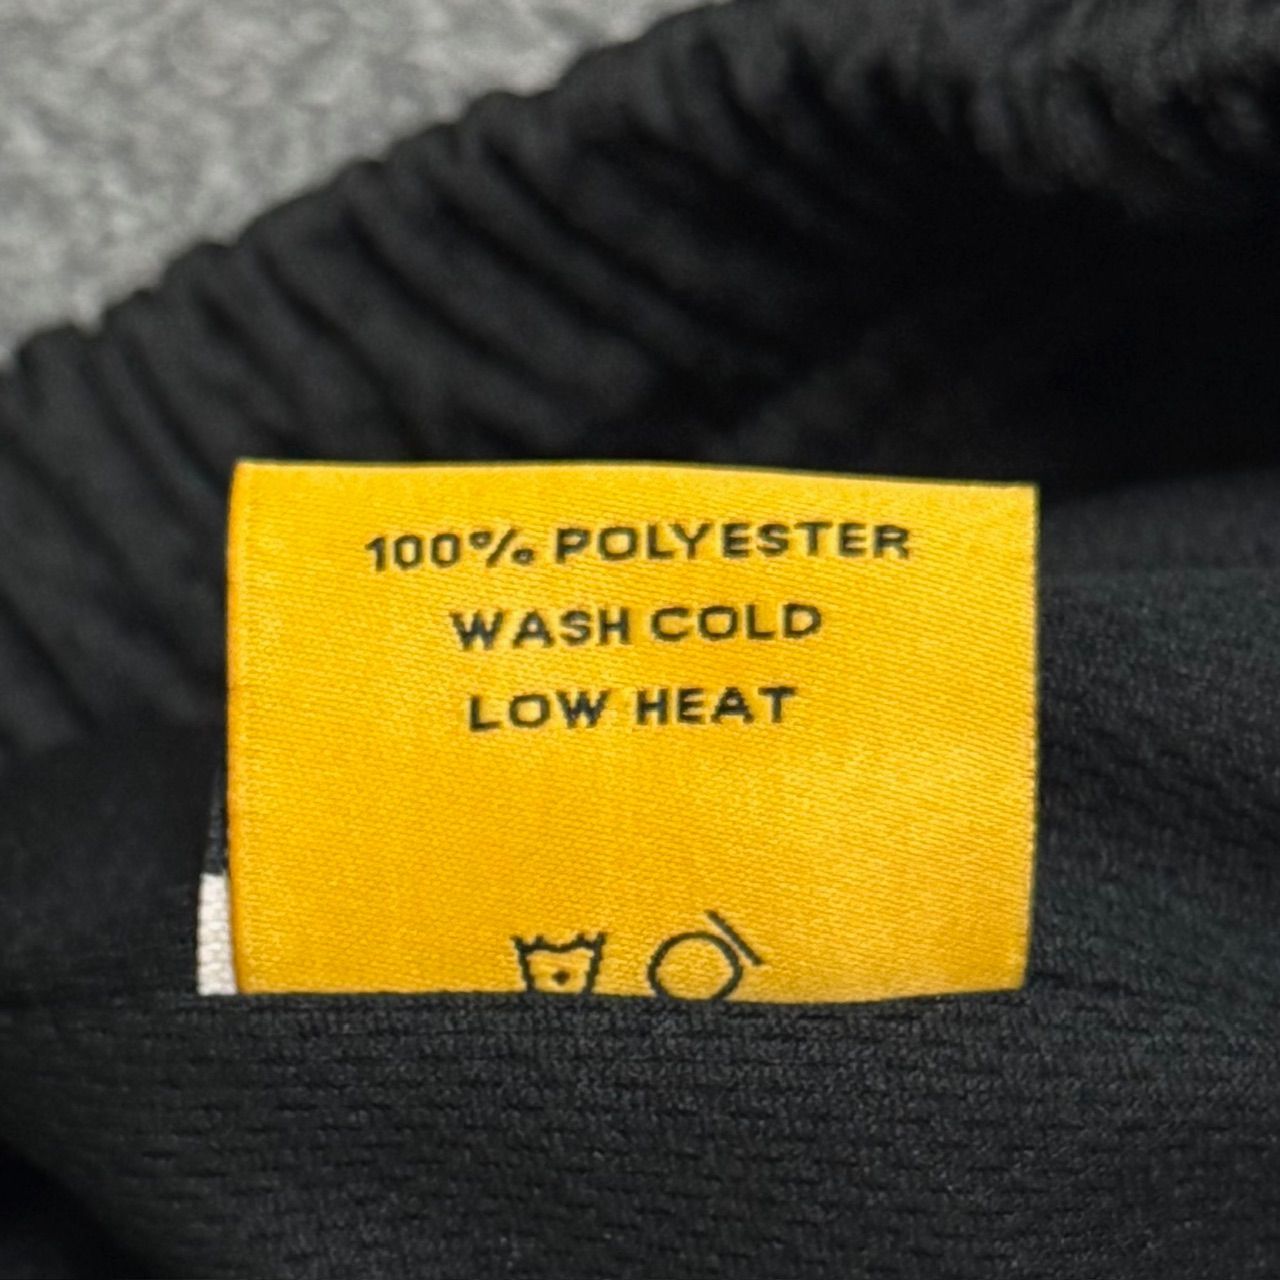 100% POLYESTER
WASH COLD
LOW HEAT